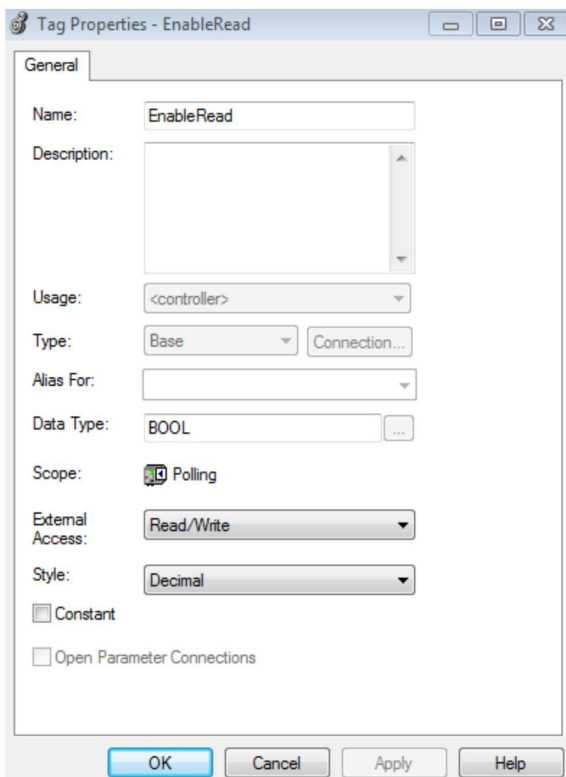 Tag Properties - EnableRead
General
Name: EnableRead
Description:
Usage: <controller>
Type: Base Connection...
Alias For:
Data Type: BOOL ...
Scope: Polling
External
Access: Read/Write
Style: Decimal
Constant
Open Parameter Connections
OK Cancel Apply Help